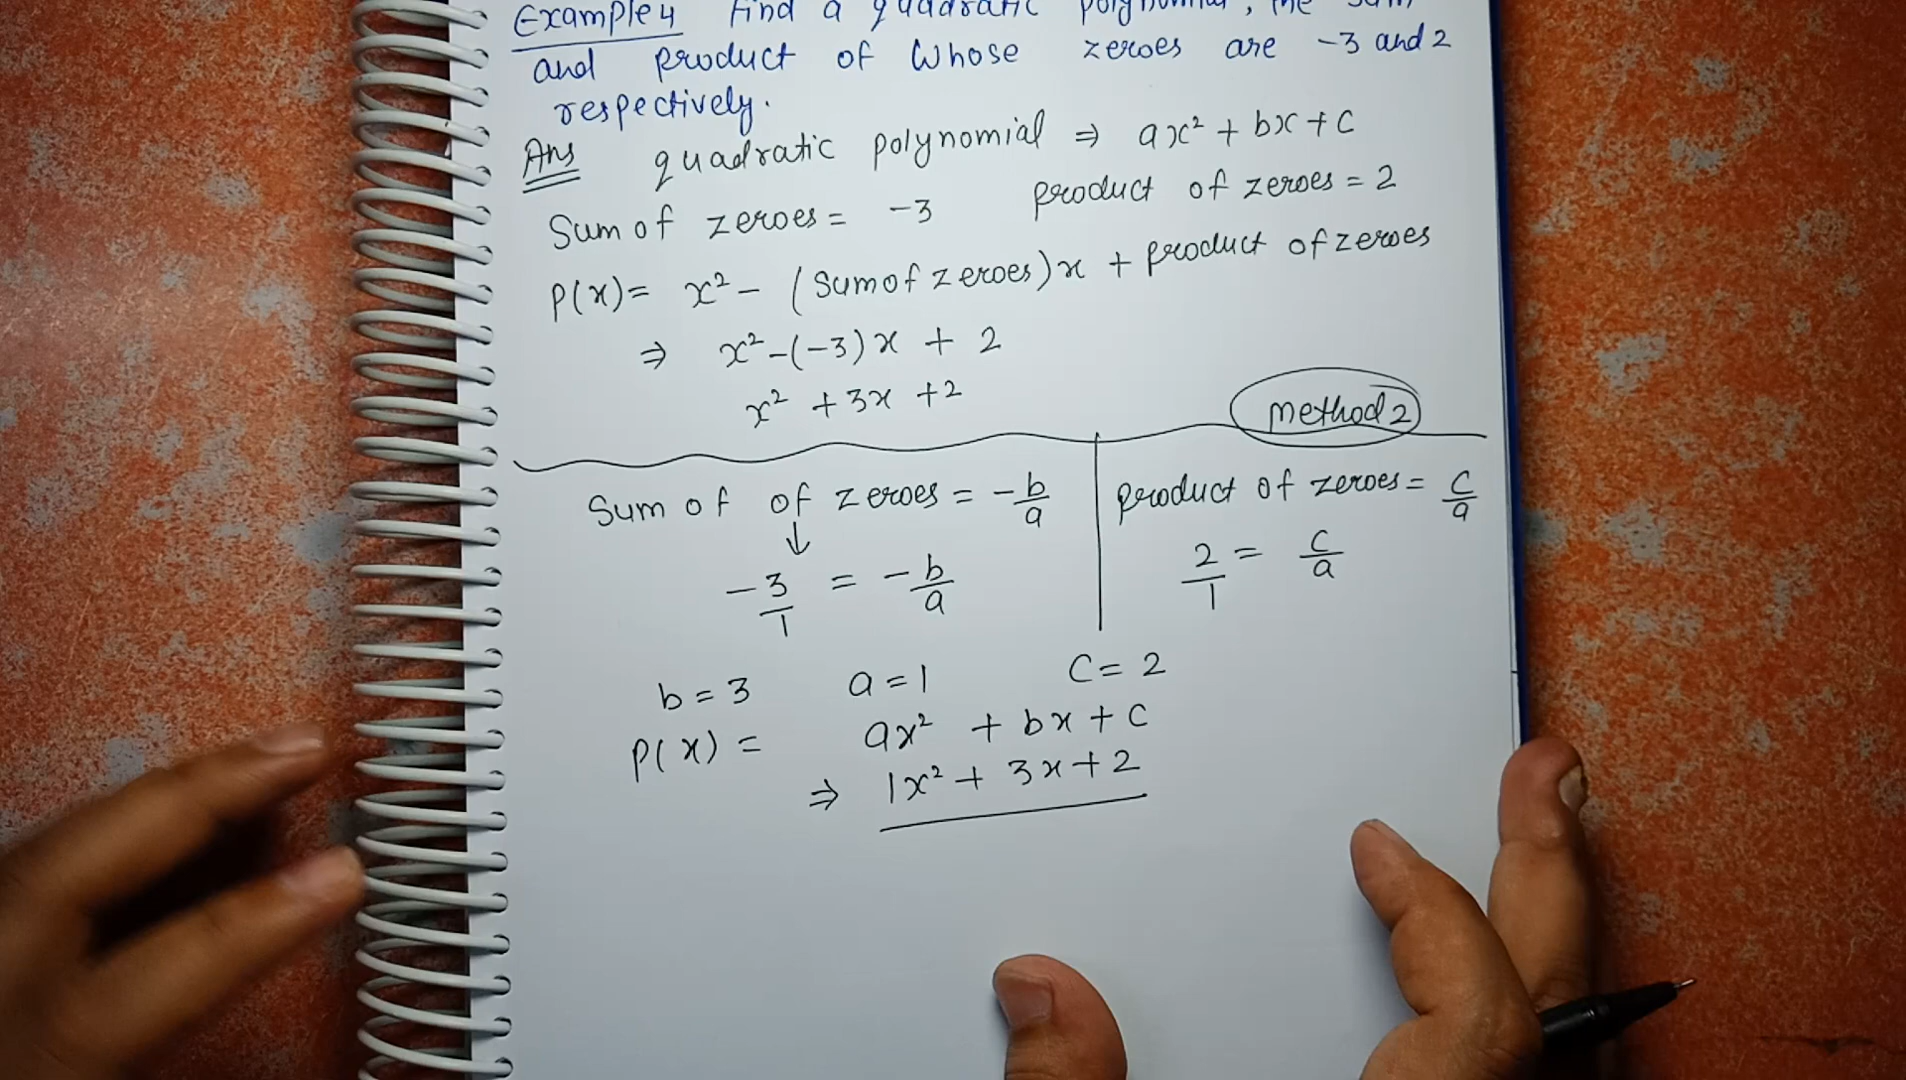 Example 4 Find a quadratic polynomial, the sum
and product of whose zeroes are -3 and 2
respectively.
Ans quadratic polynomial ⇒ ax² + bx + c
Sum of zeroes = -3 product of zeroes = 2
P(x) = x² - (Sum of zeroes)x + product of zeroes
⇒ x² - (-3)x + 2
x² + 3x + 2
method 2
Sum of of zeroes = -b/a
↓
-3/1 = -b/a
product of zeroes = c/a
2/1 = c/a
b = 3 a = 1 C = 2
P(x) = ax² + bx + c
⇒ 1x² + 3x + 2